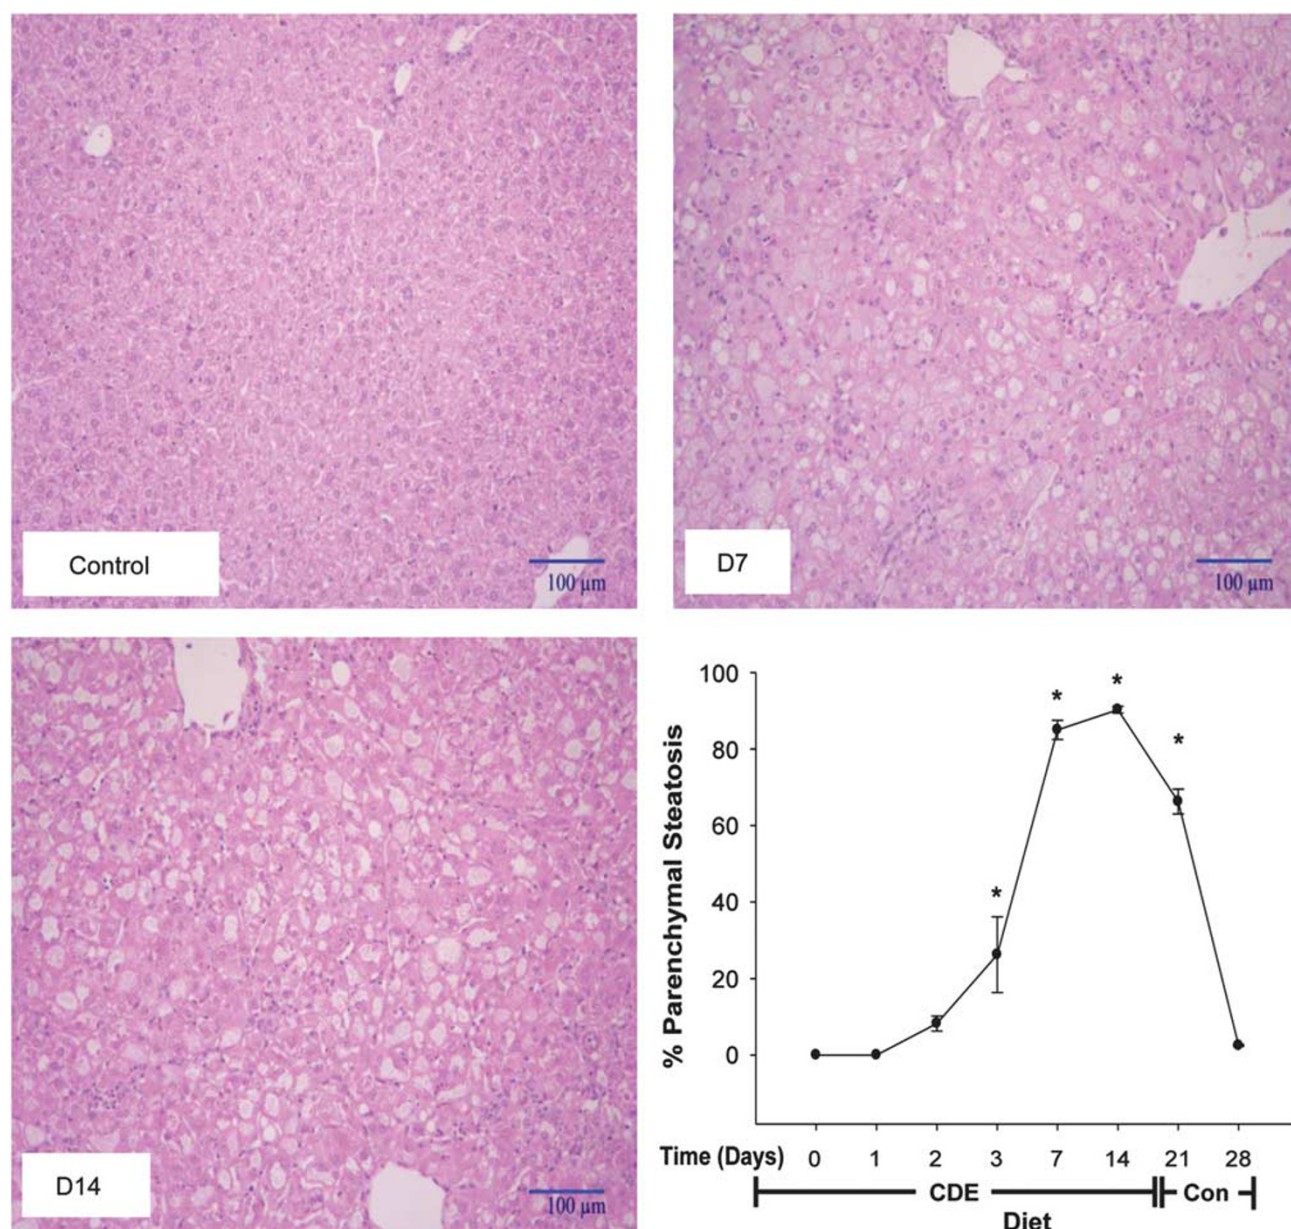 Control
100 µm
D7
100 µm
D14
100 µm
% Parenchymal Steatosis
100
80
60
40
20
0
*
*
*
*
Time (Days) 0 1 2 3 7 14 21 28
CDE Con
Diet